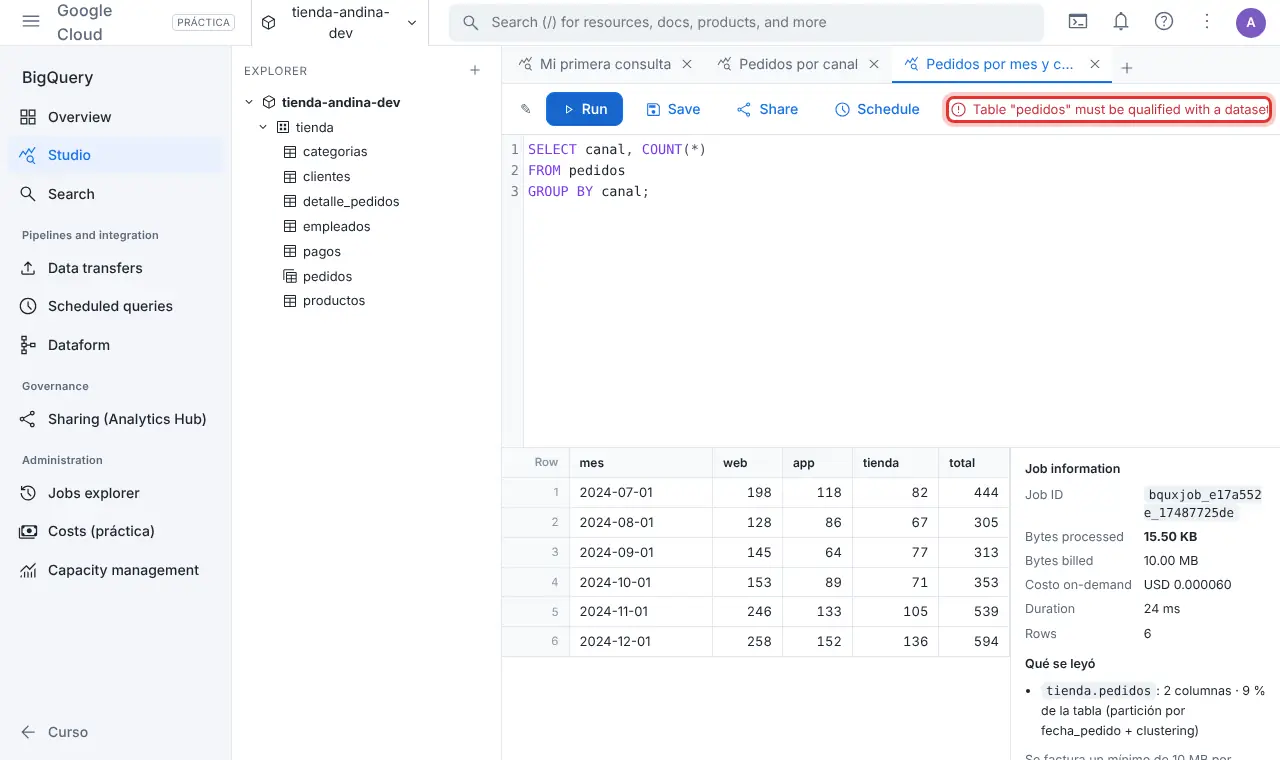 Google Cloud
PRÁCTICA
tienda-andina-dev
Search (/) for resources, docs, products, and more
A
BigQuery
Overview
Studio
Search
Pipelines and integration
Data transfers
Scheduled queries
Dataform
Governance
Sharing (Analytics Hub)
Administration
Jobs explorer
Costs (práctica)
Capacity management
Curso
EXPLORER
tienda-andina-dev
tienda
categorias
clientes
detalle_pedidos
empleados
pagos
pedidos
productos
Mi primera consulta
Pedidos por canal
Pedidos por mes y c...
Run
Save
Share
Schedule
Table "pedidos" must be qualified with a dataset
1 SELECT canal, COUNT(*)
2 FROM pedidos
3 GROUP BY canal;
Row mes web app tienda total
1 2024-07-01 198 118 82 444
2 2024-08-01 128 86 67 305
3 2024-09-01 145 64 77 313
4 2024-10-01 153 89 71 353
5 2024-11-01 246 133 105 539
6 2024-12-01 258 152 136 594
Job information
Job ID bquxjob_e17a552
e_17487725de
Bytes processed 15.50 KB
Bytes billed 10.00 MB
Costo on-demand USD 0.000060
Duration 24 ms
Rows 6
Qué se leyó
• tienda.pedidos : 2 columnas · 9 %
de la tabla (partición por
fecha_pedido + clustering)
Se factura un mínimo de 10 MB por